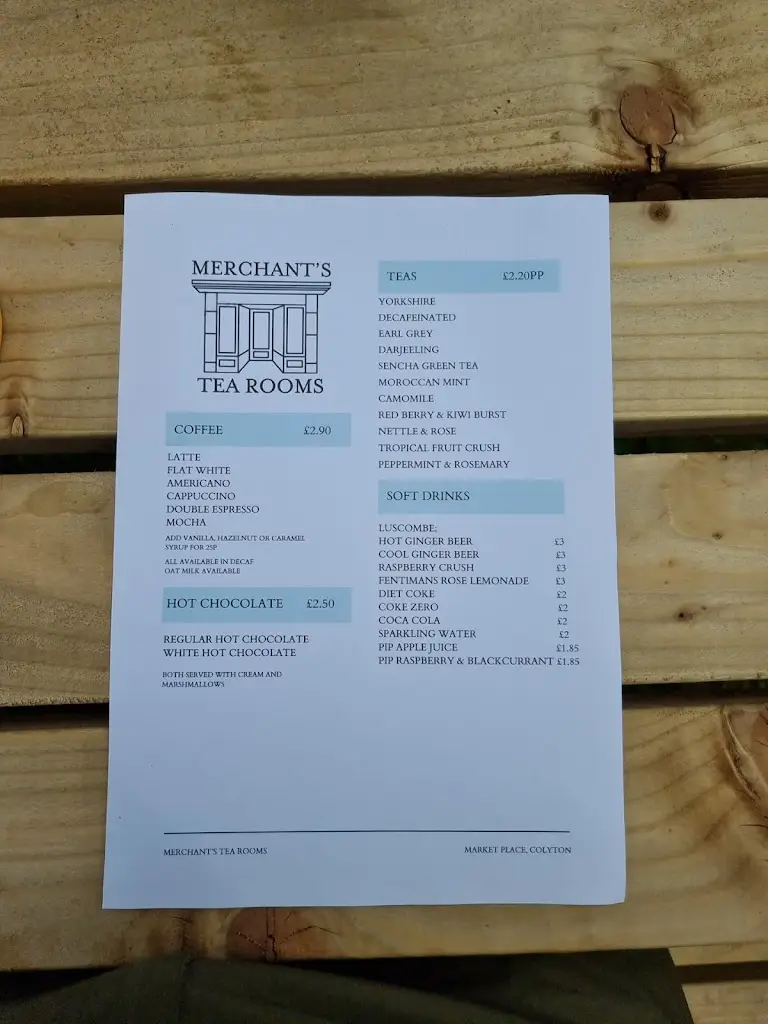 MERCHANT'S
TEA ROOMS
COFFEE £2.90
LATTE
FLAT WHITE
AMERICANO
CAPPUCCINO
DOUBLE ESPRESSO
MOCHA
ADD VANILLA, HAZELNUT OR CARAMEL
SYRUP FOR 25P
ALL AVAILABLE IN DECAF
OAT MILK AVAILABLE
HOT CHOCOLATE £2.50
REGULAR HOT CHOCOLATE
WHITE HOT CHOCOLATE
BOTH SERVED WITH CREAM AND
MARSHMALLOWS
TEAS £2.20PP
YORKSHIRE
DECAFEINATED
EARL GREY
DARJEELING
SENCHA GREEN TEA
MOROCCAN MINT
CAMOMILE
RED BERRY & KIWI BURST
NETTLE & ROSE
TROPICAL FRUIT CRUSH
PEPPERMINT & ROSEMARY
SOFT DRINKS
LUSCOMBE;
HOT GINGER BEER £3
COOL GINGER BEER £3
RASPBERRY CRUSH £3
FENTIMANS ROSE LEMONADE £3
DIET COKE £2
COKE ZERO £2
COCA COLA £2
SPARKLING WATER £2
PIP APPLE JUICE £1.85
PIP RASPBERRY & BLACKCURRANT £1.85
MERCHANT'S TEA ROOMS
MARKET PLACE, COLYTON